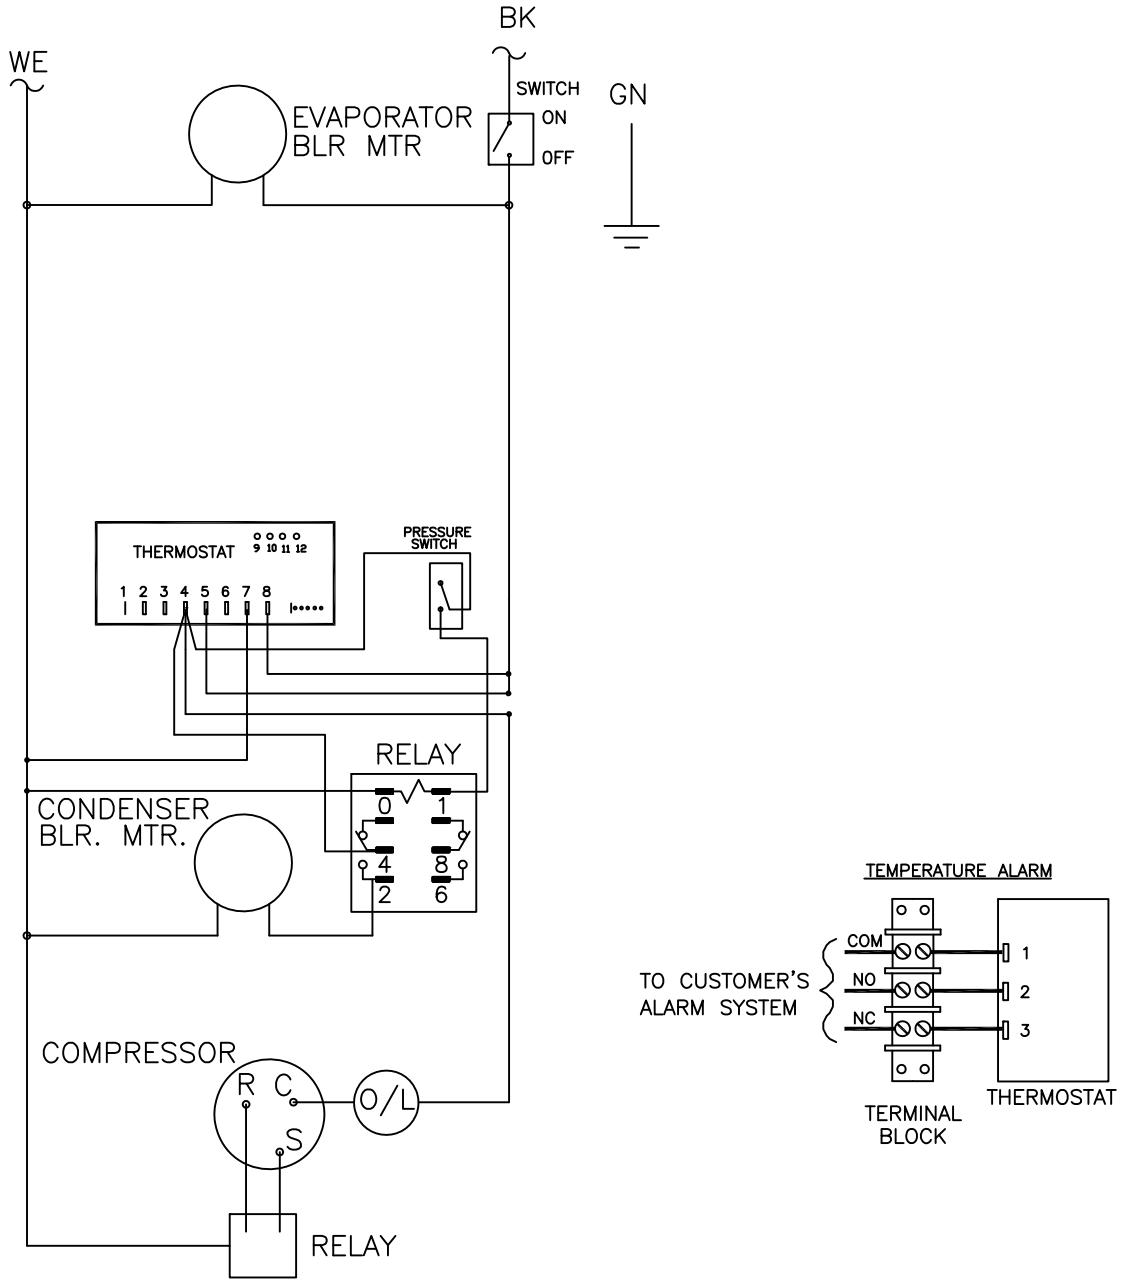 BK
WE
SWITCH
ON
OFF
GN
EVAPORATOR
BLR MTR
THERMOSTAT
9 10 11 12
1 2 3 4 5 6 7 8
PRESSURE
SWITCH
RELAY
0 1
4 8
2 6
CONDENSER
BLR. MTR.
COMPRESSOR
R C
S
O/L
RELAY
TEMPERATURE ALARM
COM
NO
NC
1
2
3
TO CUSTOMER'S
ALARM SYSTEM
THERMOSTAT
TERMINAL
BLOCK